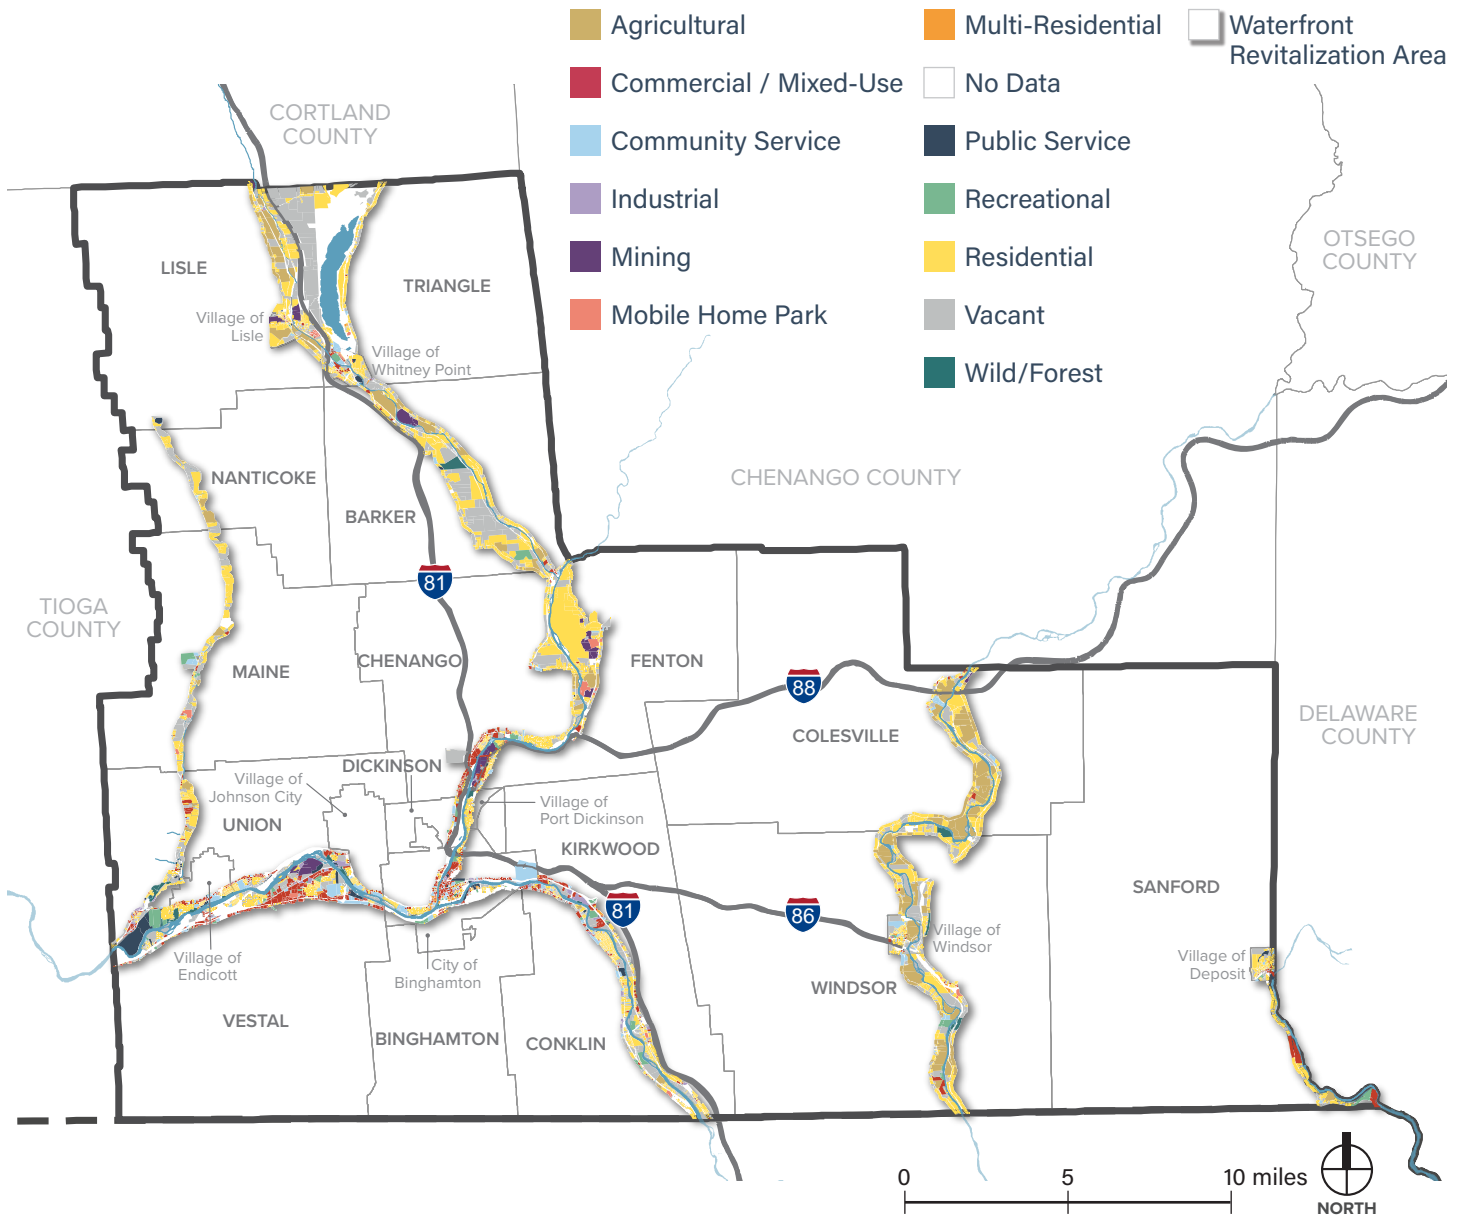 Agricultural
Commercial / Mixed-Use
Community Service
Industrial
Mining
Mobile Home Park
Multi-Residential
No Data
Public Service
Recreational
Residential
Vacant
Wild/Forest
Waterfront
Revitalization Area
CORTLAND
COUNTY
OTSEGO
COUNTY
LISLE
TRIANGLE
Village of
Lisle
Village of
Whitney Point
NANTICOKE
BARKER
CHENANGO COUNTY
81
TIOGA
COUNTY
MAINE
CHENANGO
FENTON
88
COLESVILLE
DELAWARE
COUNTY
DICKINSON
Village of
Johnson City
UNION
Village of
Port Dickinson
KIRKWOOD
SANFORD
81
86
Village of
Windsor
Village of
Endicott
City of
Binghamton
Village of
Deposit
WINDSOR
VESTAL
BINGHAMTON
CONKLIN
0
5
10 miles
NORTH